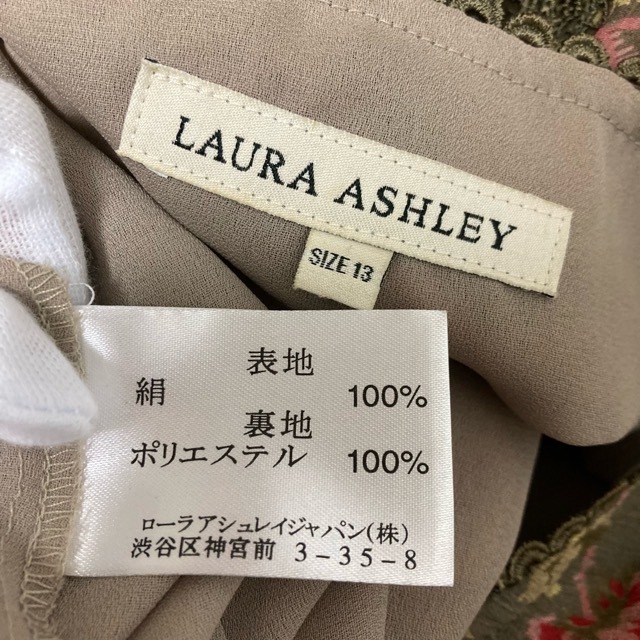 LAURA ASHLEY
SIZE 13
表地
絹 100%
裏地
ポリエステル 100%
ローラアシュレイジャパン(株)
渋谷区神宮前 3-35-8